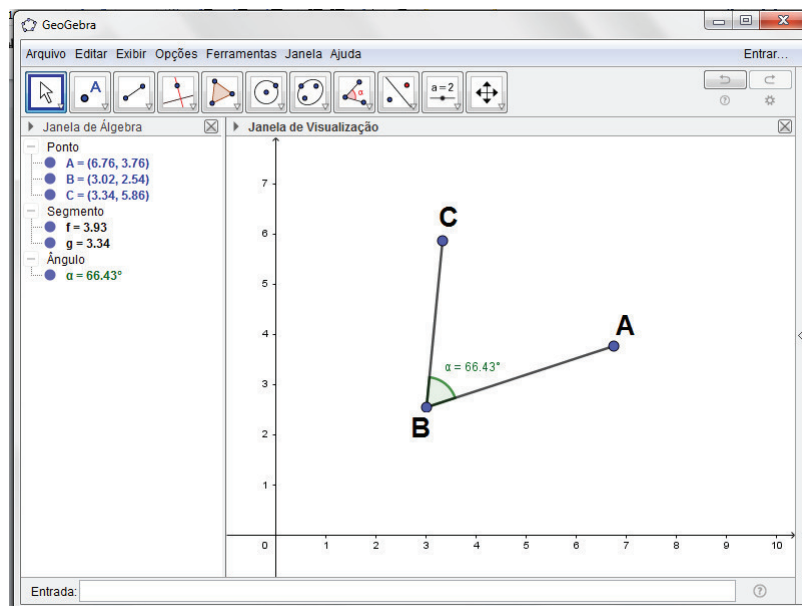 GeoGebra
Arquivo Editar Exibir Opções Ferramentas Janela Ajuda
Entrar...
A
α
a=2
Janela de Álgebra
Ponto
A = (6.76, 3.76)
B = (3.02, 2.54)
C = (3.34, 5.86)
Segmento
f = 3.93
g = 3.34
Ângulo
α = 66.43°
Janela de Visualização
7
6
5
4
3
2
1
0 1 2 3 4 5 6 7 8 9 10
C
A
α = 66.43°
B
Entrada: